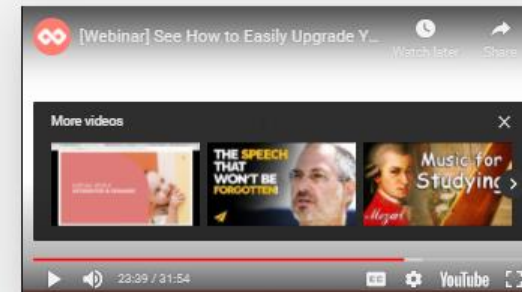 [Webinar] See How to Easily Upgrade Y...
Watch later
Share
More videos
THE SPEECH
THAT
WON'T BE
FORGOTTEN!
Music for
Studying
Mozart
23:39 / 31:54
CC
YouTube